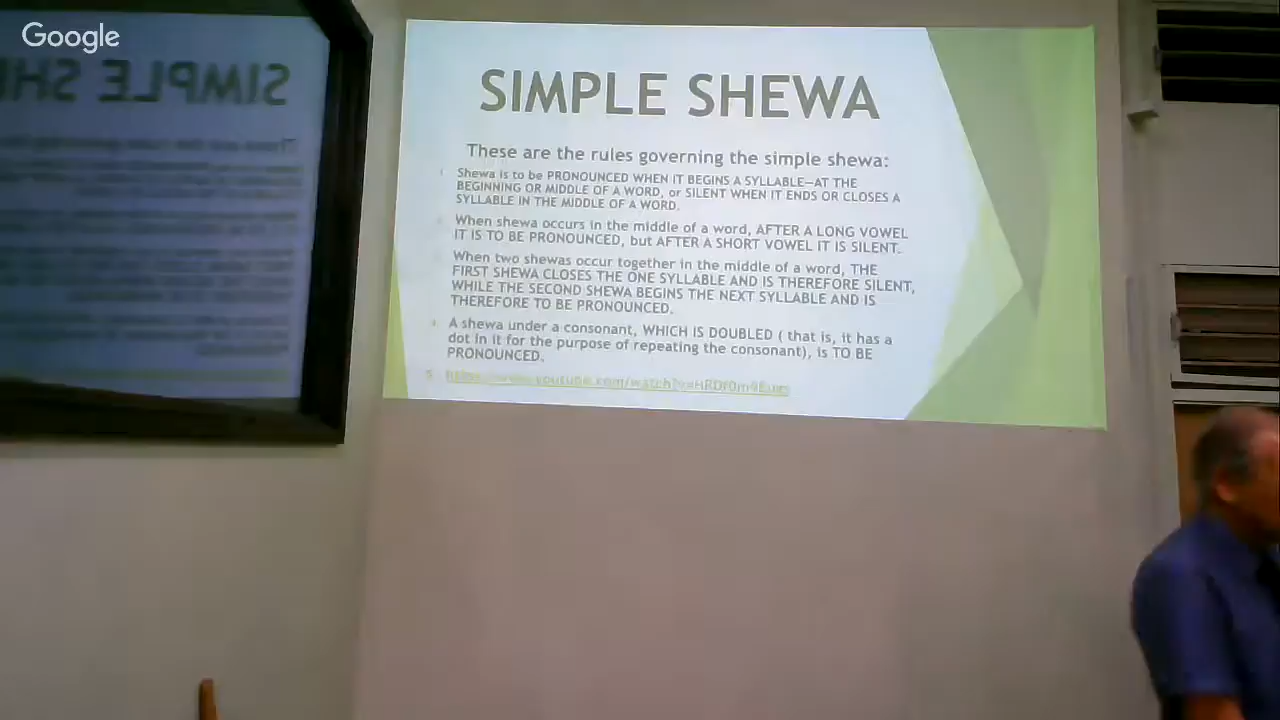 Google
SIMPLE SHEWA
These are the rules governing the simple shewa:
Shewa is to be PRONOUNCED WHEN IT BEGINS A SYLLABLE—AT THE
BEGINNING OR MIDDLE OF A WORD, or SILENT WHEN IT ENDS OR CLOSES A
SYLLABLE IN THE MIDDLE OF A WORD.
When shewa occurs in the middle of a word, AFTER A LONG VOWEL
IT IS TO BE PRONOUNCED, but AFTER A SHORT VOWEL IT IS SILENT.
When two shewas occur together in the middle of a word, THE
FIRST SHEWA CLOSES THE ONE SYLLABLE AND IS THEREFORE SILENT,
WHILE THE SECOND SHEWA BEGINS THE NEXT SYLLABLE AND IS
THEREFORE TO BE PRONOUNCED.
A shewa under a consonant, WHICH IS DOUBLED ( that is, it has a
dot in it for the purpose of repeating the consonant), is TO BE
PRONOUNCED.